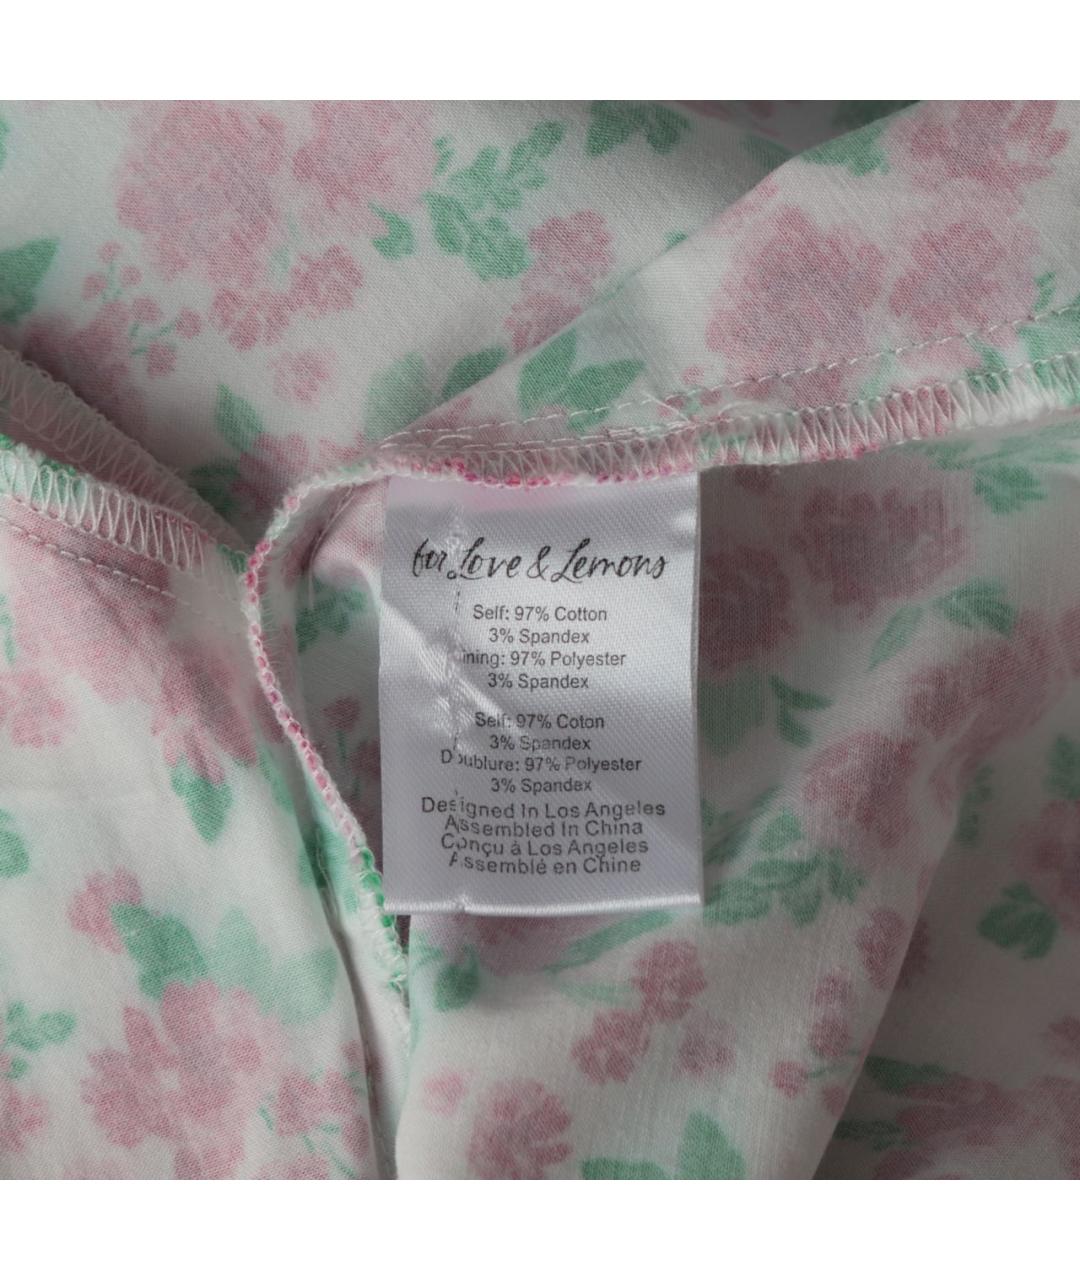 for Love & Lemons
Self: 97% Cotton
3% Spandex
ining: 97% Polyester
3% Spandex
Self: 97% Coton
3% Spandex
Doublure: 97% Polyester
3% Spandex
Designed In Los Angeles
Assembled In China
Conçu à Los Angeles
Assemblé en Chine